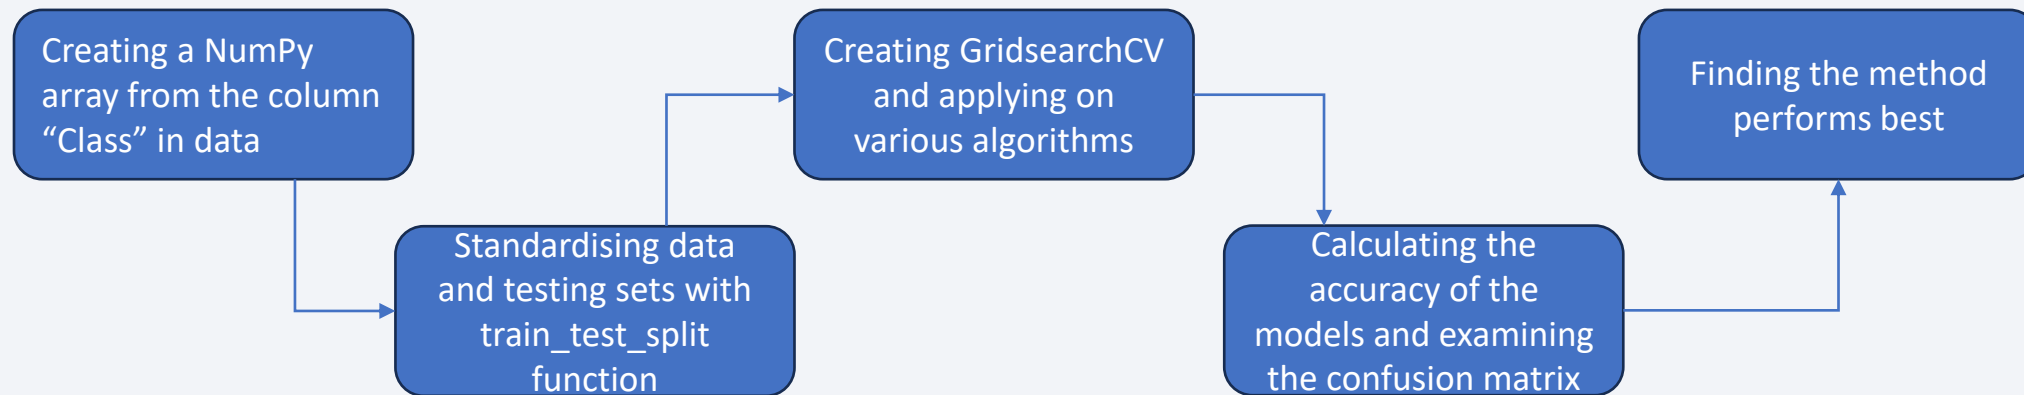 Creating a NumPy
array from the column
“Class” in data
Standardising data
and testing sets with
train_test_split
function
Creating GridsearchCV
and applying on
various algorithms
Calculating the
accuracy of the
models and examining
the confusion matrix
Finding the method
performs best